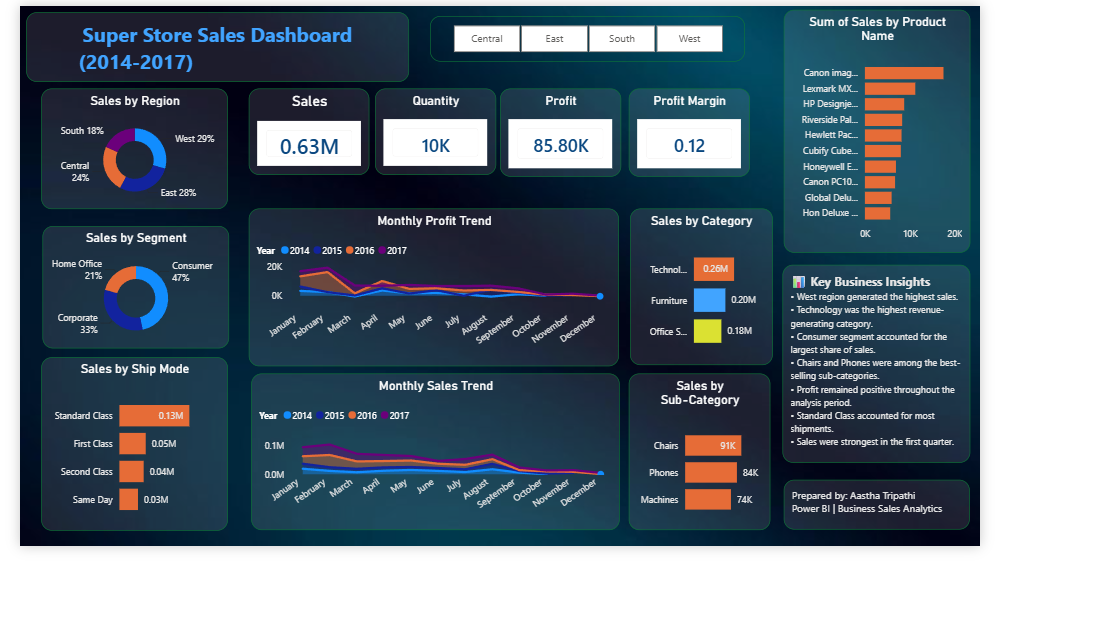 Super Store Sales Dashboard
(2014-2017)
Central
East
South
West
Sum of Sales by Product
Name
Canon imag...
Lexmark MX...
HP Designje...
Riverside Pal...
Hewlett Pac...
Cubify Cube...
Honeywell E...
Canon PC10...
Global Delu...
Hon Deluxe ...
0K 10K 20K
Sales by Region
South 18%
West 29%
Central
24%
East 28%
Sales
0.63M
Quantity
10K
Profit
85.80K
Profit Margin
0.12
Sales by Segment
Home Office
21%
Consumer
47%
Corporate
33%
Monthly Profit Trend
Year 2014 2015 2016 2017
20K
0K
January February March April May June July August September October November December
Sales by Category
Technol... 0.26M
Furniture 0.20M
Office S... 0.18M
📊 Key Business Insights
• West region generated the highest sales.
• Technology was the highest revenue-
generating category.
• Consumer segment accounted for the
largest share of sales.
• Chairs and Phones were among the best-
selling sub-categories.
• Profit remained positive throughout the
analysis period.
• Standard Class accounted for most
shipments.
• Sales were strongest in the first quarter.
Sales by Ship Mode
Standard Class 0.13M
First Class 0.05M
Second Class 0.04M
Same Day 0.03M
Monthly Sales Trend
Year 2014 2015 2016 2017
0.1M
0.0M
January February March April May June July August September October November December
Sales by
Sub-Category
Chairs 91K
Phones 84K
Machines 74K
Prepared by: Aastha Tripathi
Power BI | Business Sales Analytics